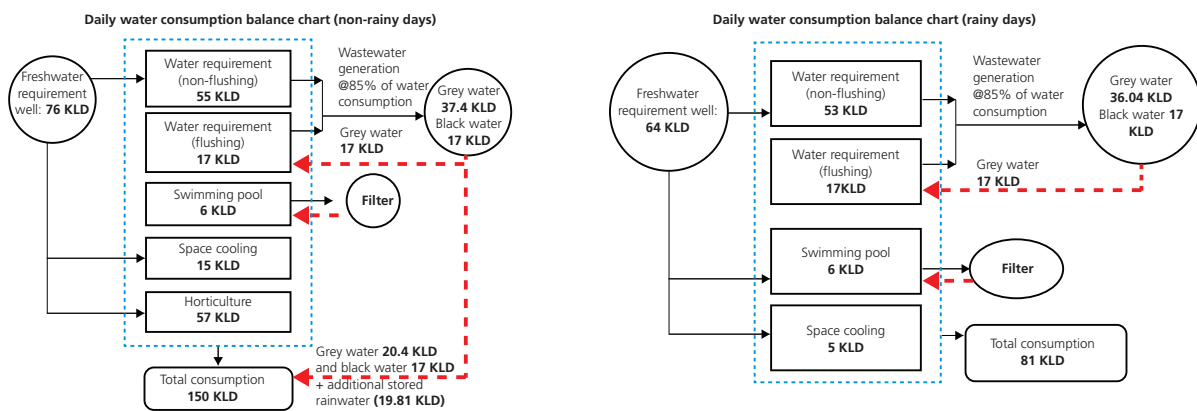 Daily water consumption balance chart (non-rainy days)
Freshwater
requirement
well: 76 KLD
Water requirement
(non-flushing)
55 KLD
Water requirement
(flushing)
17 KLD
Swimming pool
6 KLD
Space cooling
15 KLD
Horticulture
57 KLD
Total consumption
150 KLD
Wastewater
generation
@85% of water
consumption
Grey water
17 KLD
Grey water
37.4 KLD
Black water
17 KLD
Filter
Grey water 20.4 KLD
and black water 17 KLD
+ additional stored
rainwater (19.81 KLD)
Daily water consumption balance chart (rainy days)
Freshwater
requirement well:
64 KLD
Water requirement
(non-flushing)
53 KLD
Water requirement
(flushing)
17KLD
Swimming pool
6 KLD
Space cooling
5 KLD
Wastewater
generation
@85% of water
consumption
Grey water
17 KLD
Grey water
36.04 KLD
Black water 17
KLD
Filter
Total consumption
81 KLD